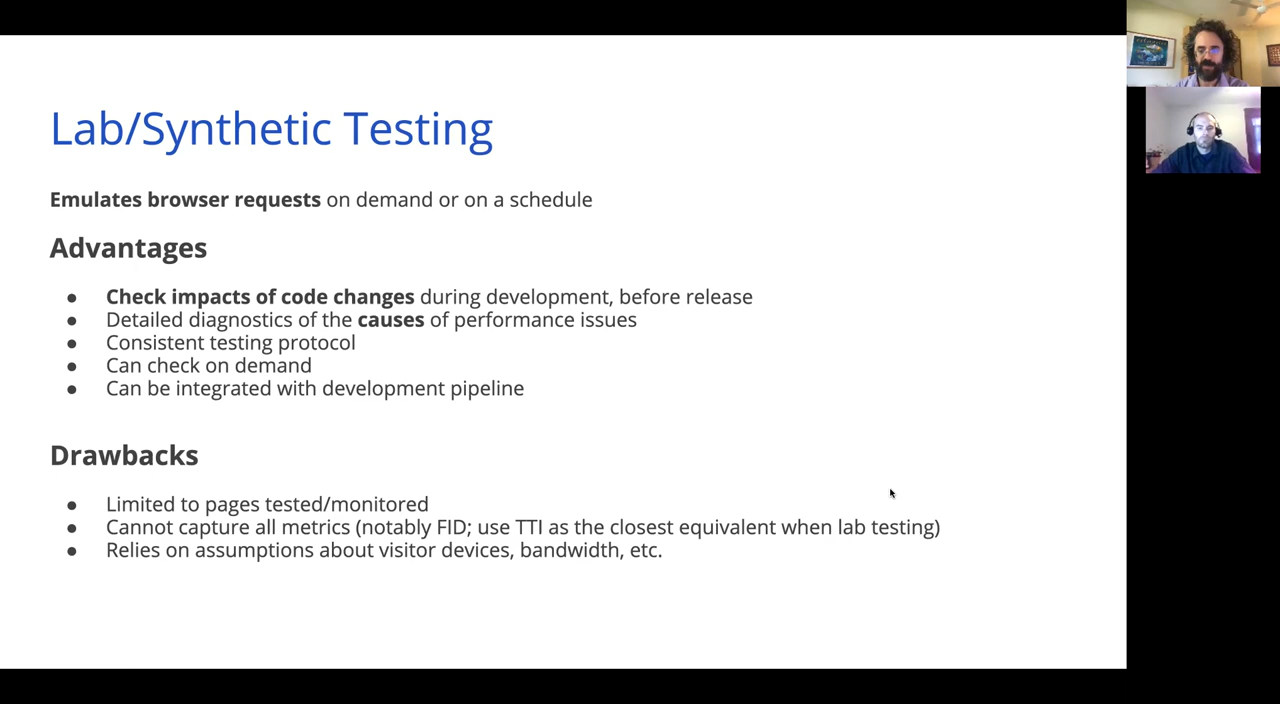 Lab/Synthetic Testing
Emulates browser requests on demand or on a schedule
Advantages
● Check impacts of code changes during development, before release
● Detailed diagnostics of the causes of performance issues
● Consistent testing protocol
● Can check on demand
● Can be integrated with development pipeline
Drawbacks
● Limited to pages tested/monitored
● Cannot capture all metrics (notably FID; use TTI as the closest equivalent when lab testing)
● Relies on assumptions about visitor devices, bandwidth, etc.